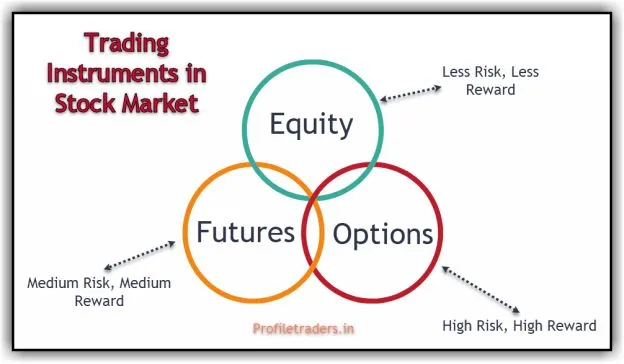 Trading
Instruments in
Stock Market
Less Risk, Less
Reward
Equity
Futures
Options
Medium Risk, Medium
Reward
High Risk, High Reward
Profiletraders.in